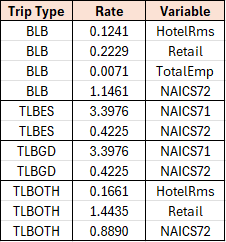 Trip Type Rate Variable
BLB 0.1241 HotelRms
BLB 0.2229 Retail
BLB 0.0071 TotalEmp
BLB 1.1461 NAICS72
TLBES 3.3976 NAICS71
TLBES 0.4225 NAICS72
TLBGD 3.3976 NAICS71
TLBGD 0.4225 NAICS72
TLBOTH 0.1661 HotelRms
TLBOTH 1.4435 Retail
TLBOTH 0.8890 NAICS72